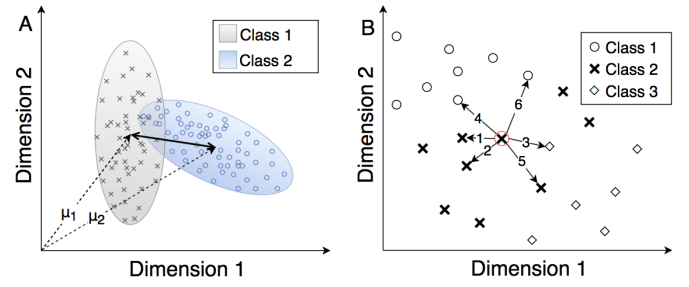 A
Class 1
Class 2
Dimension 2
μ1
μ2
Dimension 1
B
Class 1
Class 2
Class 3
Dimension 2
6
4
1
3
2
5
Dimension 1